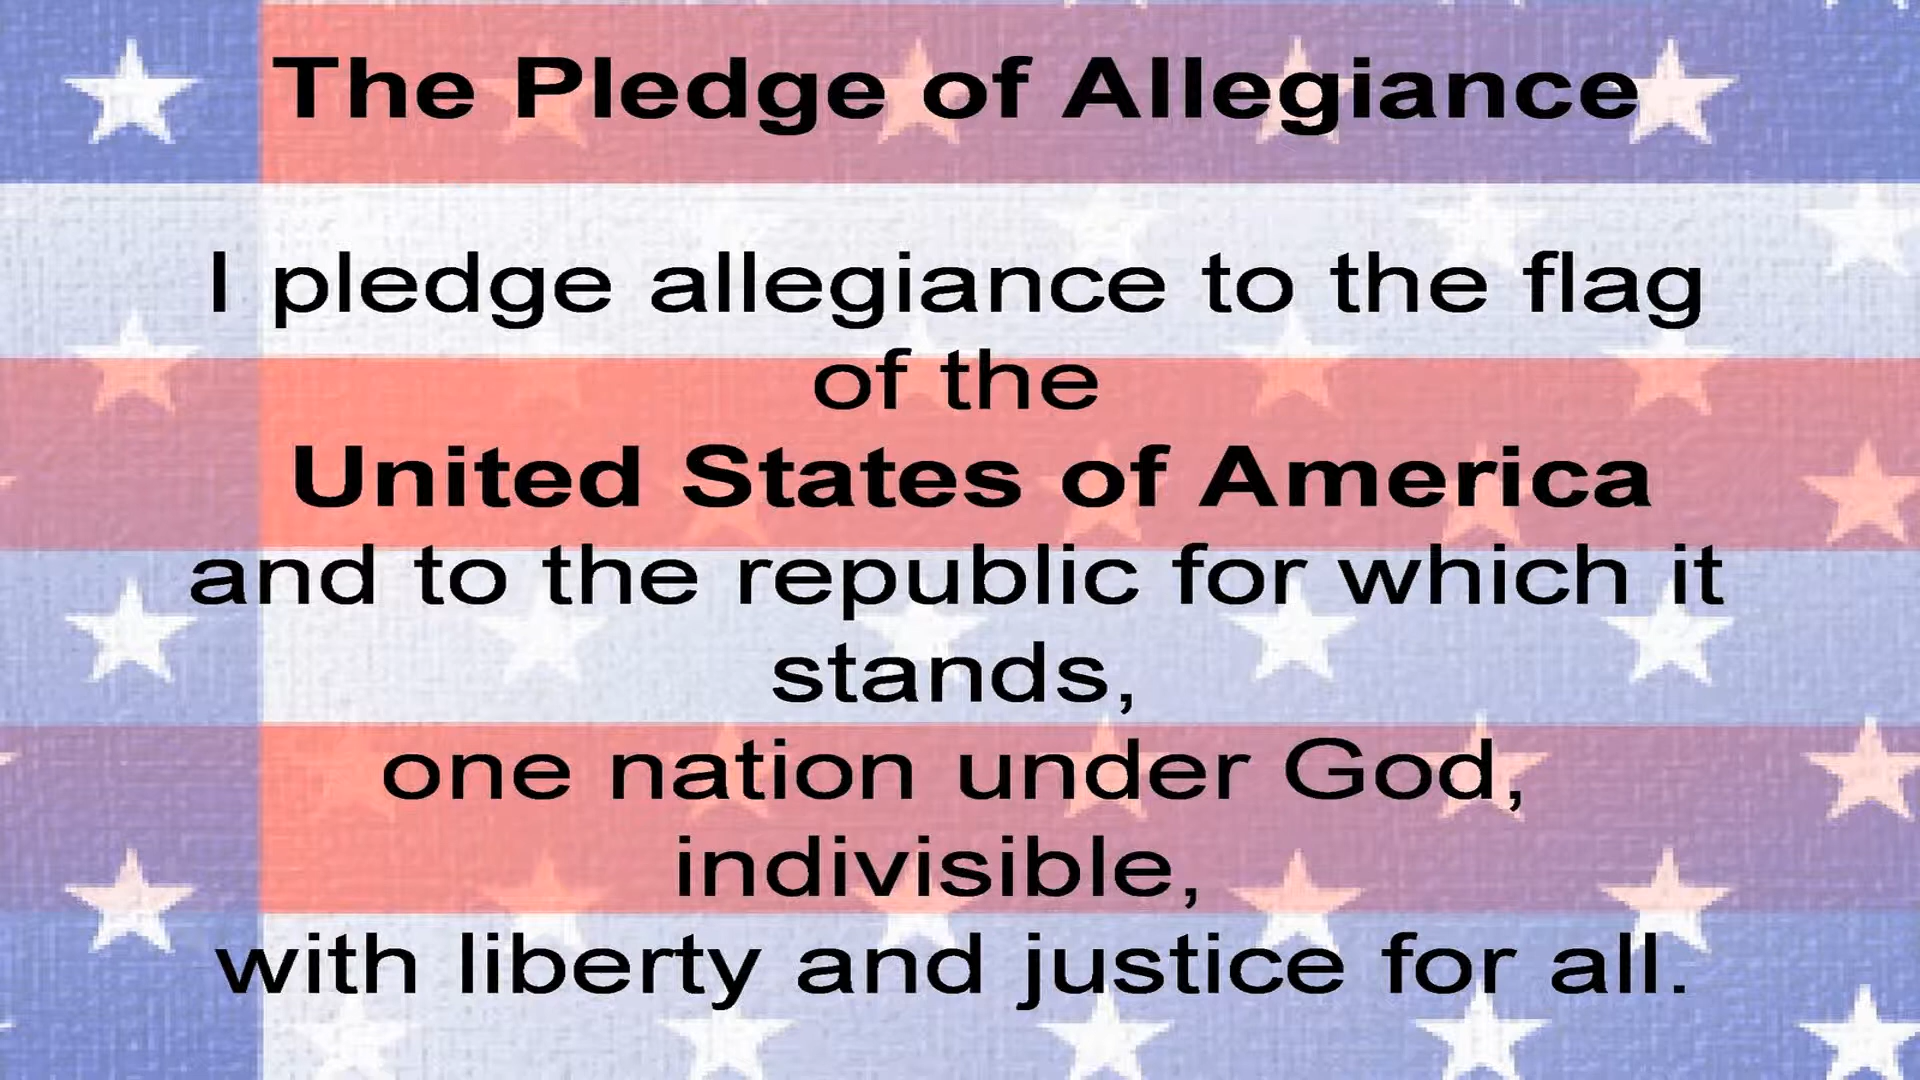 The Pledge of Allegiance
I pledge allegiance to the flag
of the
United States of America
and to the republic for which it
stands,
one nation under God,
indivisible,
with liberty and justice for all.